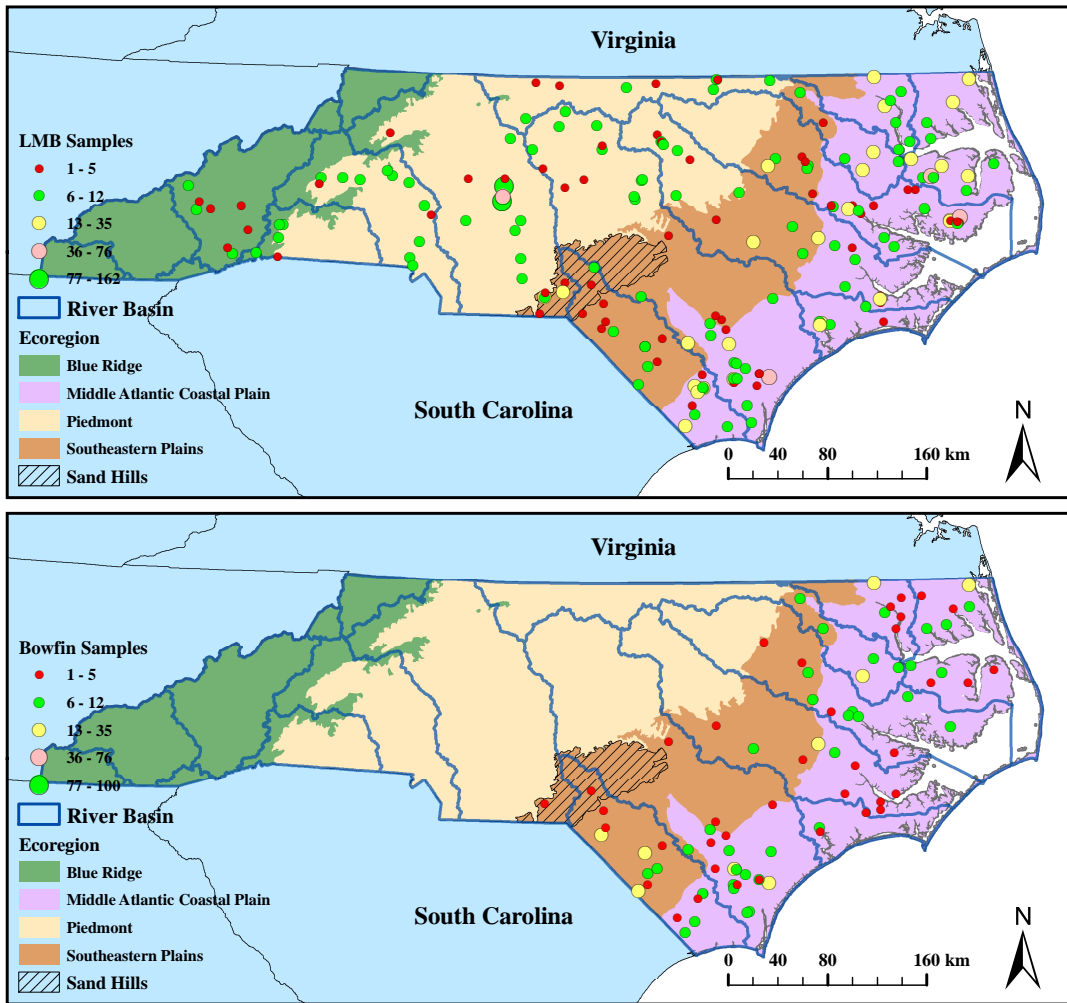 Virginia
LMB Samples
1 - 5
6 - 12
13 - 35
36 - 76
77 - 162
River Basin
Ecoregion
Blue Ridge
Middle Atlantic Coastal Plain
Piedmont
Southeastern Plains
Sand Hills
South Carolina
N
0 40 80 160 km
Virginia
Bowfin Samples
1 - 5
6 - 12
13 - 35
36 - 76
77 - 100
River Basin
Ecoregion
Blue Ridge
Middle Atlantic Coastal Plain
Piedmont
Southeastern Plains
Sand Hills
South Carolina
N
0 40 80 160 km